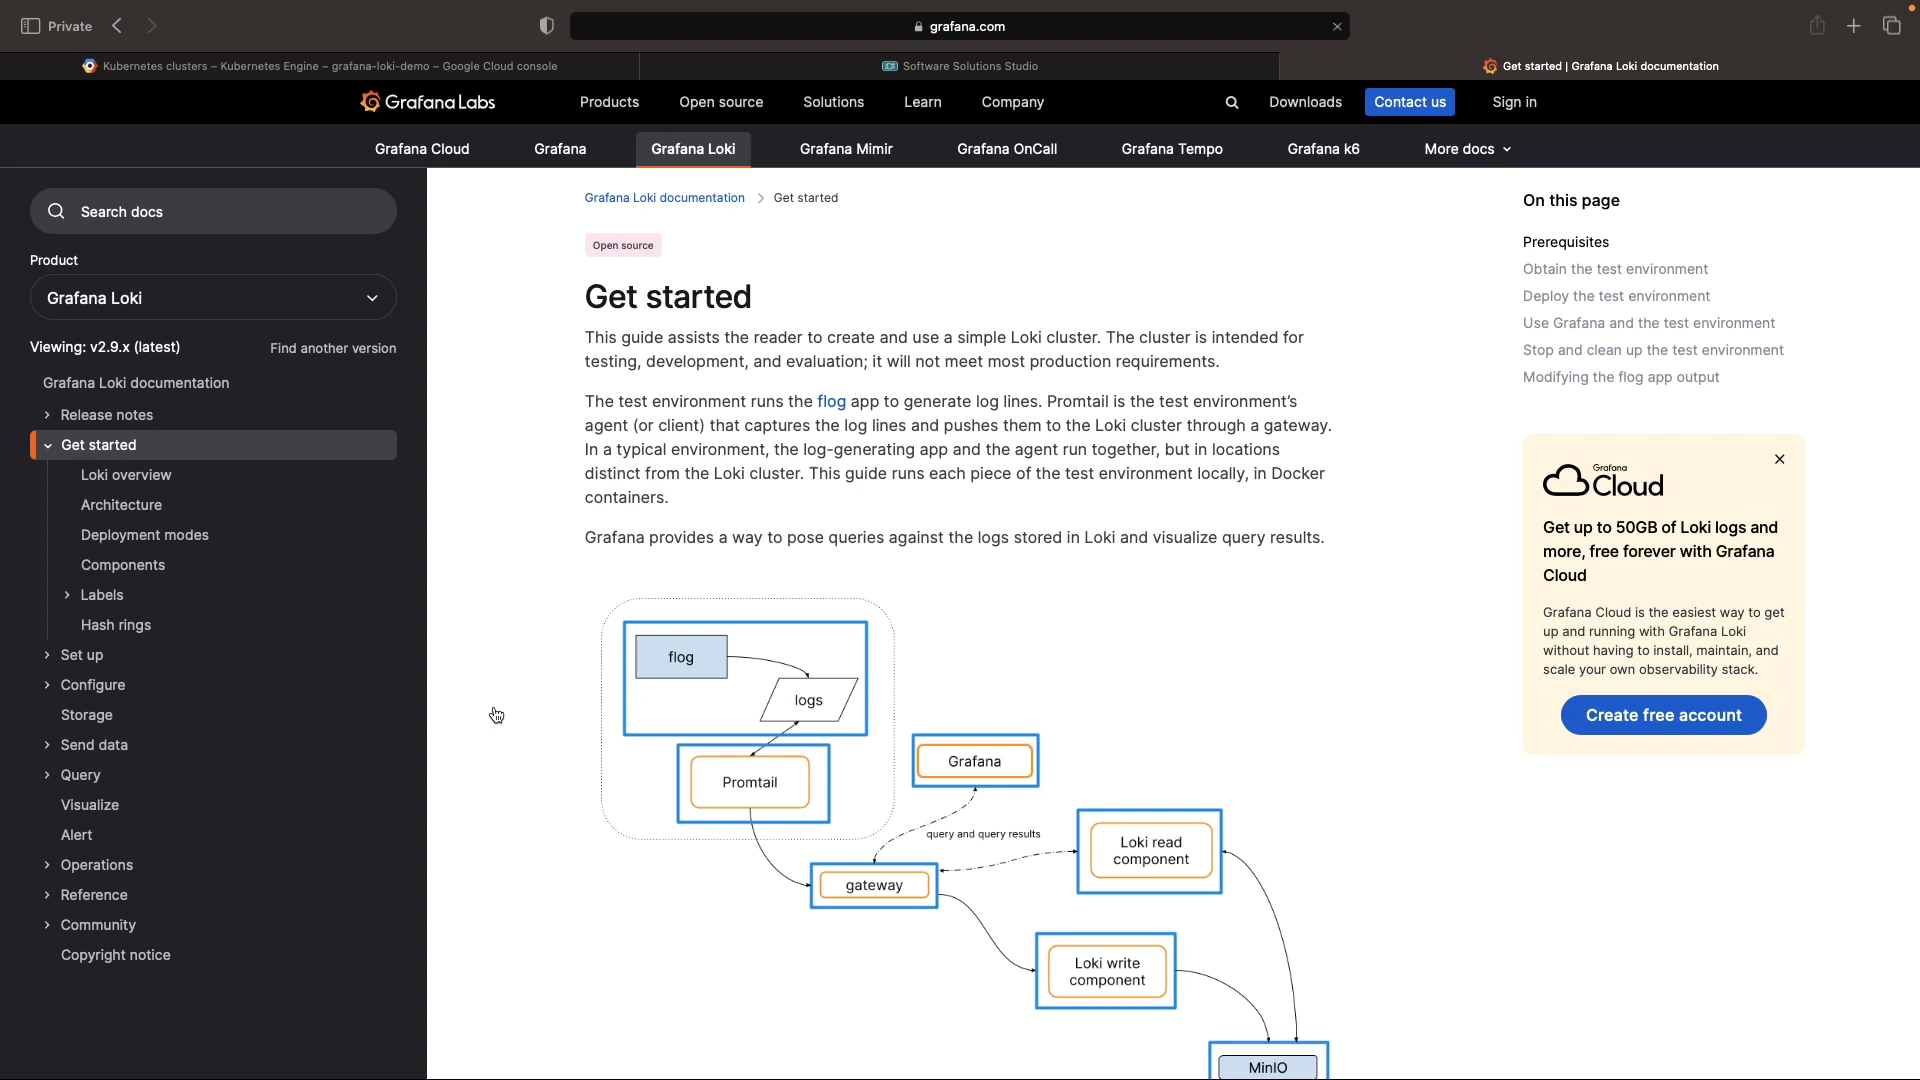 Private
grafana.com
Kubernetes clusters – Kubernetes Engine – grafana-loki-demo – Google Cloud console
Software Solutions Studio
Get started | Grafana Loki documentation
Grafana Labs
Products
Open source
Solutions
Learn
Company
Downloads
Contact us
Sign in
Grafana Cloud
Grafana
Grafana Loki
Grafana Mimir
Grafana OnCall
Grafana Tempo
Grafana k6
More docs
Search docs
Product
Grafana Loki
Viewing: v2.9.x (latest)
Find another version
Grafana Loki documentation
Release notes
Get started
Loki overview
Architecture
Deployment modes
Components
Labels
Hash rings
Set up
Configure
Storage
Send data
Query
Visualize
Alert
Operations
Reference
Community
Copyright notice
Grafana Loki documentation
Get started
Open source
Get started
This guide assists the reader to create and use a simple Loki cluster. The cluster is intended for
testing, development, and evaluation; it will not meet most production requirements.
The test environment runs the flog app to generate log lines. Promtail is the test environment's
agent (or client) that captures the log lines and pushes them to the Loki cluster through a gateway.
In a typical environment, the log-generating app and the agent run together, but in locations
distinct from the Loki cluster. This guide runs each piece of the test environment locally, in Docker
containers.
Grafana provides a way to pose queries against the logs stored in Loki and visualize query results.
flog
logs
Promtail
Grafana
query and query results
gateway
Loki read
component
Loki write
component
MinIO
On this page
Prerequisites
Obtain the test environment
Deploy the test environment
Use Grafana and the test environment
Stop and clean up the test environment
Modifying the flog app output
Grafana
Cloud
Get up to 50GB of Loki logs and
more, free forever with Grafana
Cloud
Grafana Cloud is the easiest way to get
up and running with Grafana Loki
without having to install, maintain, and
scale your own observability stack.
Create free account